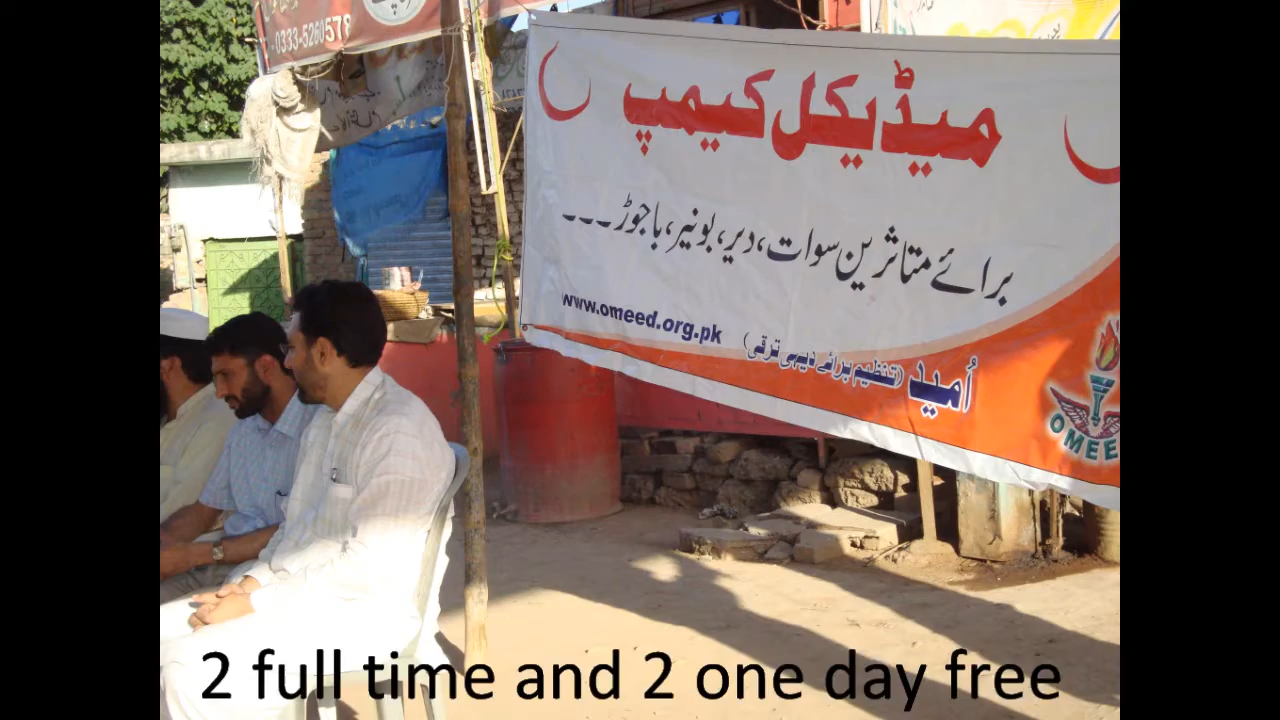 0333-5260578
میڈیکل کیمپ
برائے متاثرین سوات، دیر، بونیر، باجوڑ۔۔۔
www.omeed.org.pk
اُمید (تنظیم برائے دیہی ترقی)
OMEE
2 full time and 2 one day free